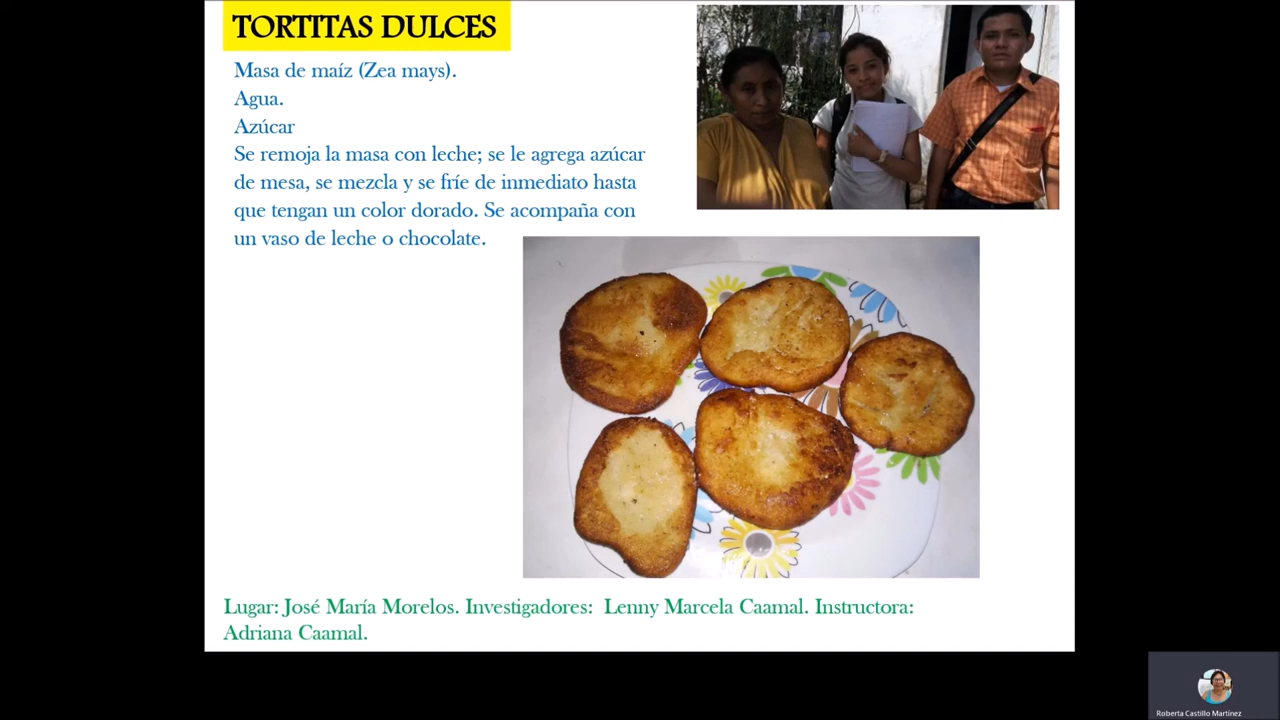 TORTITAS DULCES
Masa de maíz (Zea mays).
Agua.
Azúcar
Se remoja la masa con leche; se le agrega azúcar
de mesa, se mezcla y se fríe de inmediato hasta
que tengan un color dorado. Se acompaña con
un vaso de leche o chocolate.
Lugar: José María Morelos. Investigadores:  Lenny Marcela Caamal. Instructora:
Adriana Caamal.
Roberta Castillo Martínez